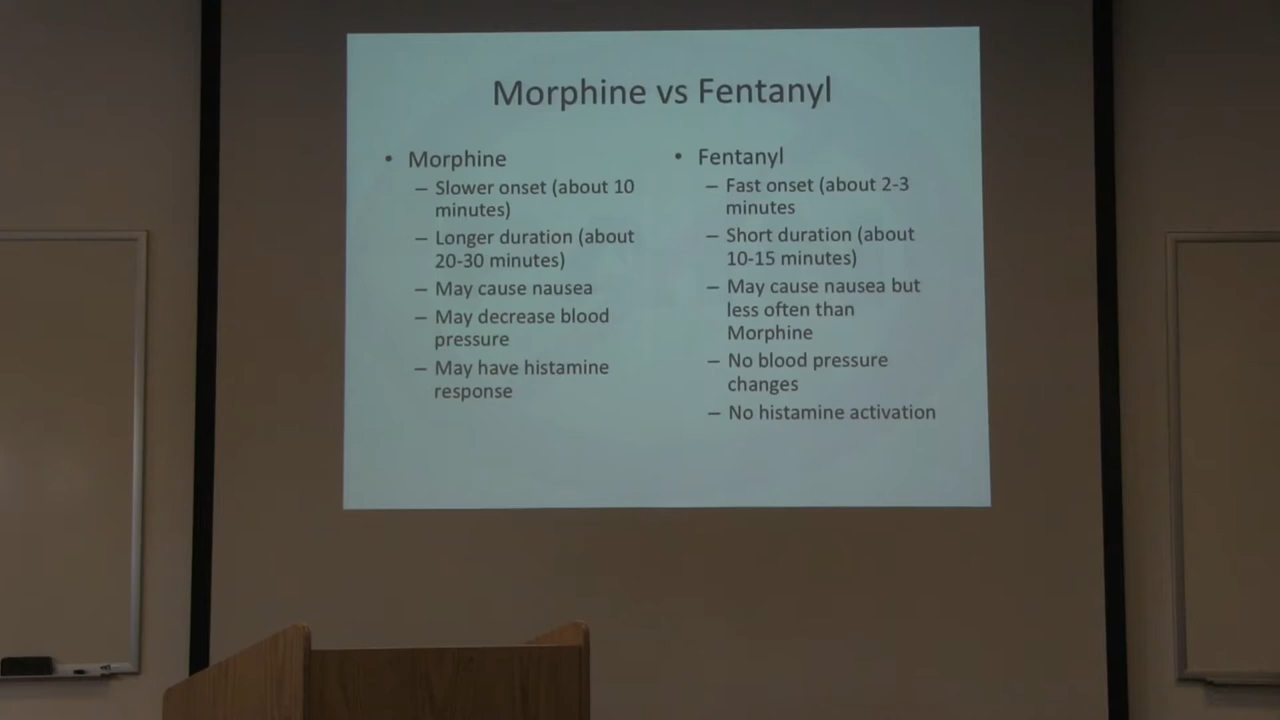 Morphine vs Fentanyl
• Morphine
– Slower onset (about 10
minutes)
– Longer duration (about
20-30 minutes)
– May cause nausea
– May decrease blood
pressure
– May have histamine
response
• Fentanyl
– Fast onset (about 2-3
minutes
– Short duration (about
10-15 minutes)
– May cause nausea but
less often than
Morphine
– No blood pressure
changes
– No histamine activation